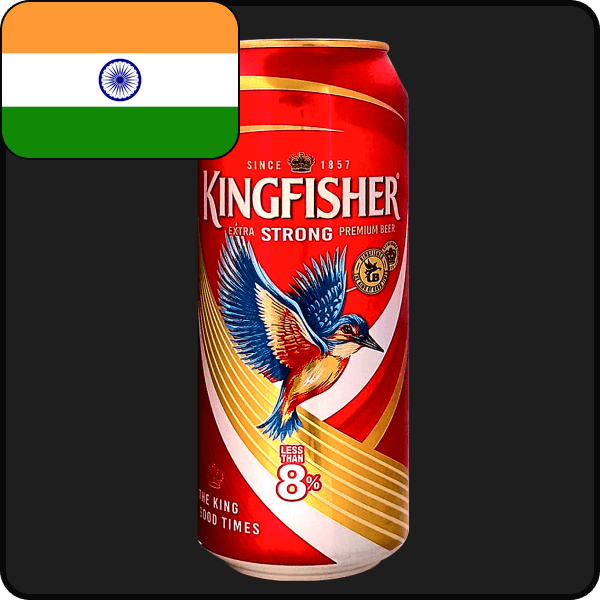 SINCE 1857
KINGFISHER®
EXTRA STRONG PREMIUM BEER
LESS
THAN
8%
THE KING
GOOD TIMES